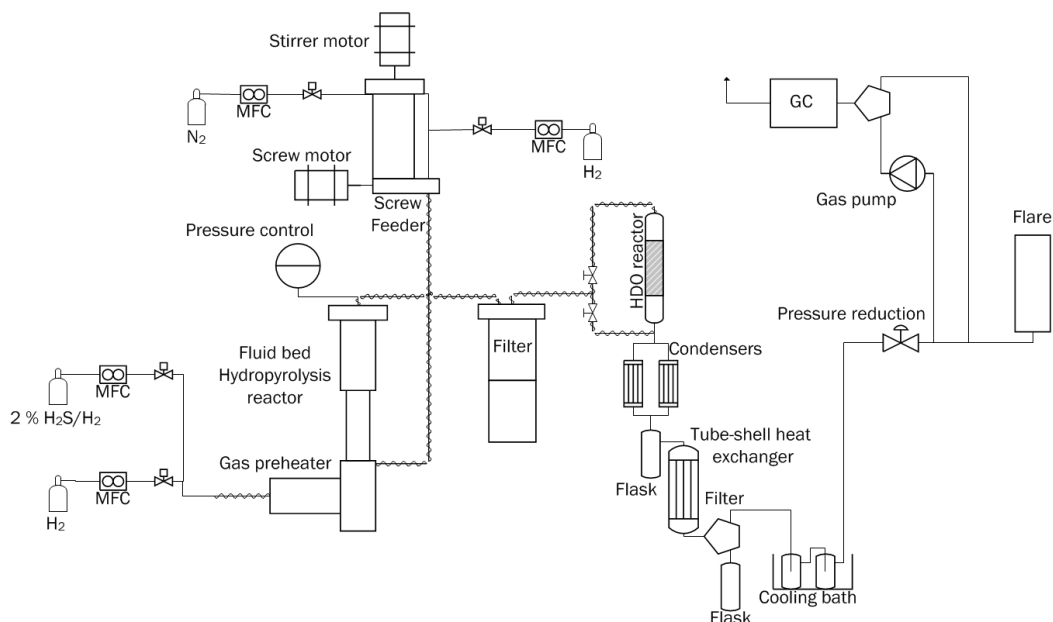 Stirrer motor
MFC
N₂
GC
MFC
H₂
Screw motor
Screw
Feeder
Gas pump
Flare
Pressure control
HDO reactor
Pressure reduction
Filter
Condensers
Fluid bed
Hydropyrolysis
reactor
MFC
2 % H₂S/H₂
Tube-shell heat
exchanger
Gas preheater
Flask
Filter
MFC
H₂
Cooling bath
Flask